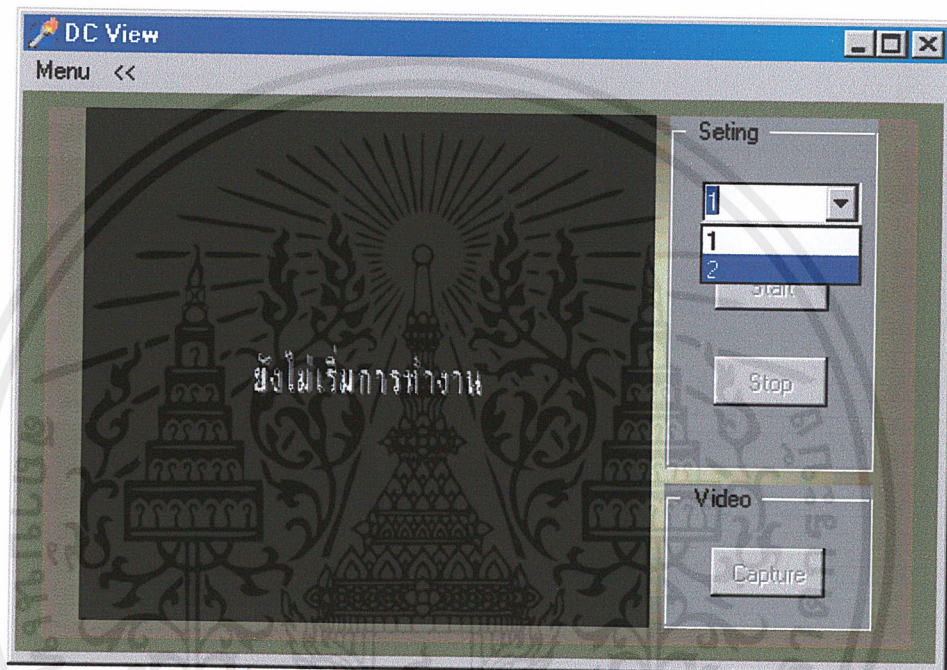 DC View
Menu <<
Seting
1
1
2
Start
ยังไม่เริ่มการทำงาน
Stop
Video
Capture